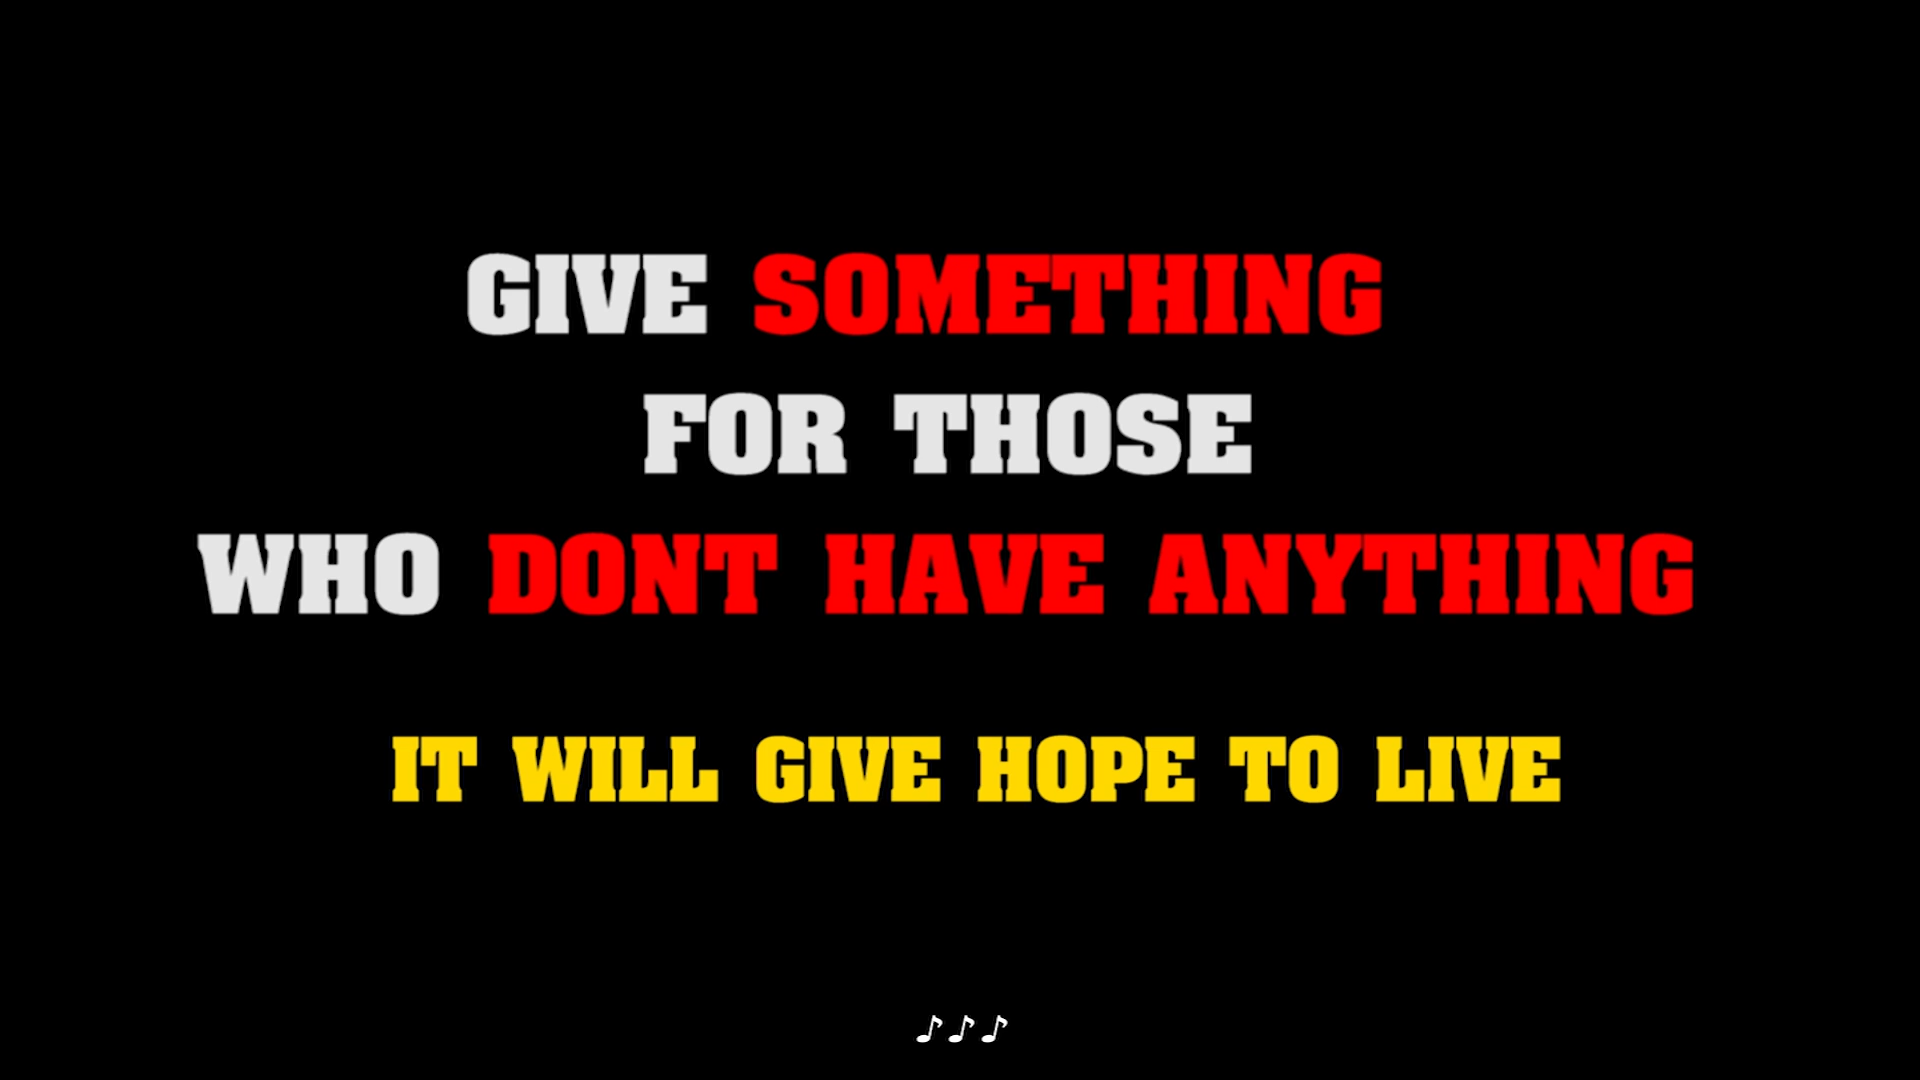 GIVE SOMETHING
FOR THOSE
WHO DONT HAVE ANYTHING
IT WILL GIVE HOPE TO LIVE
♪♪♪